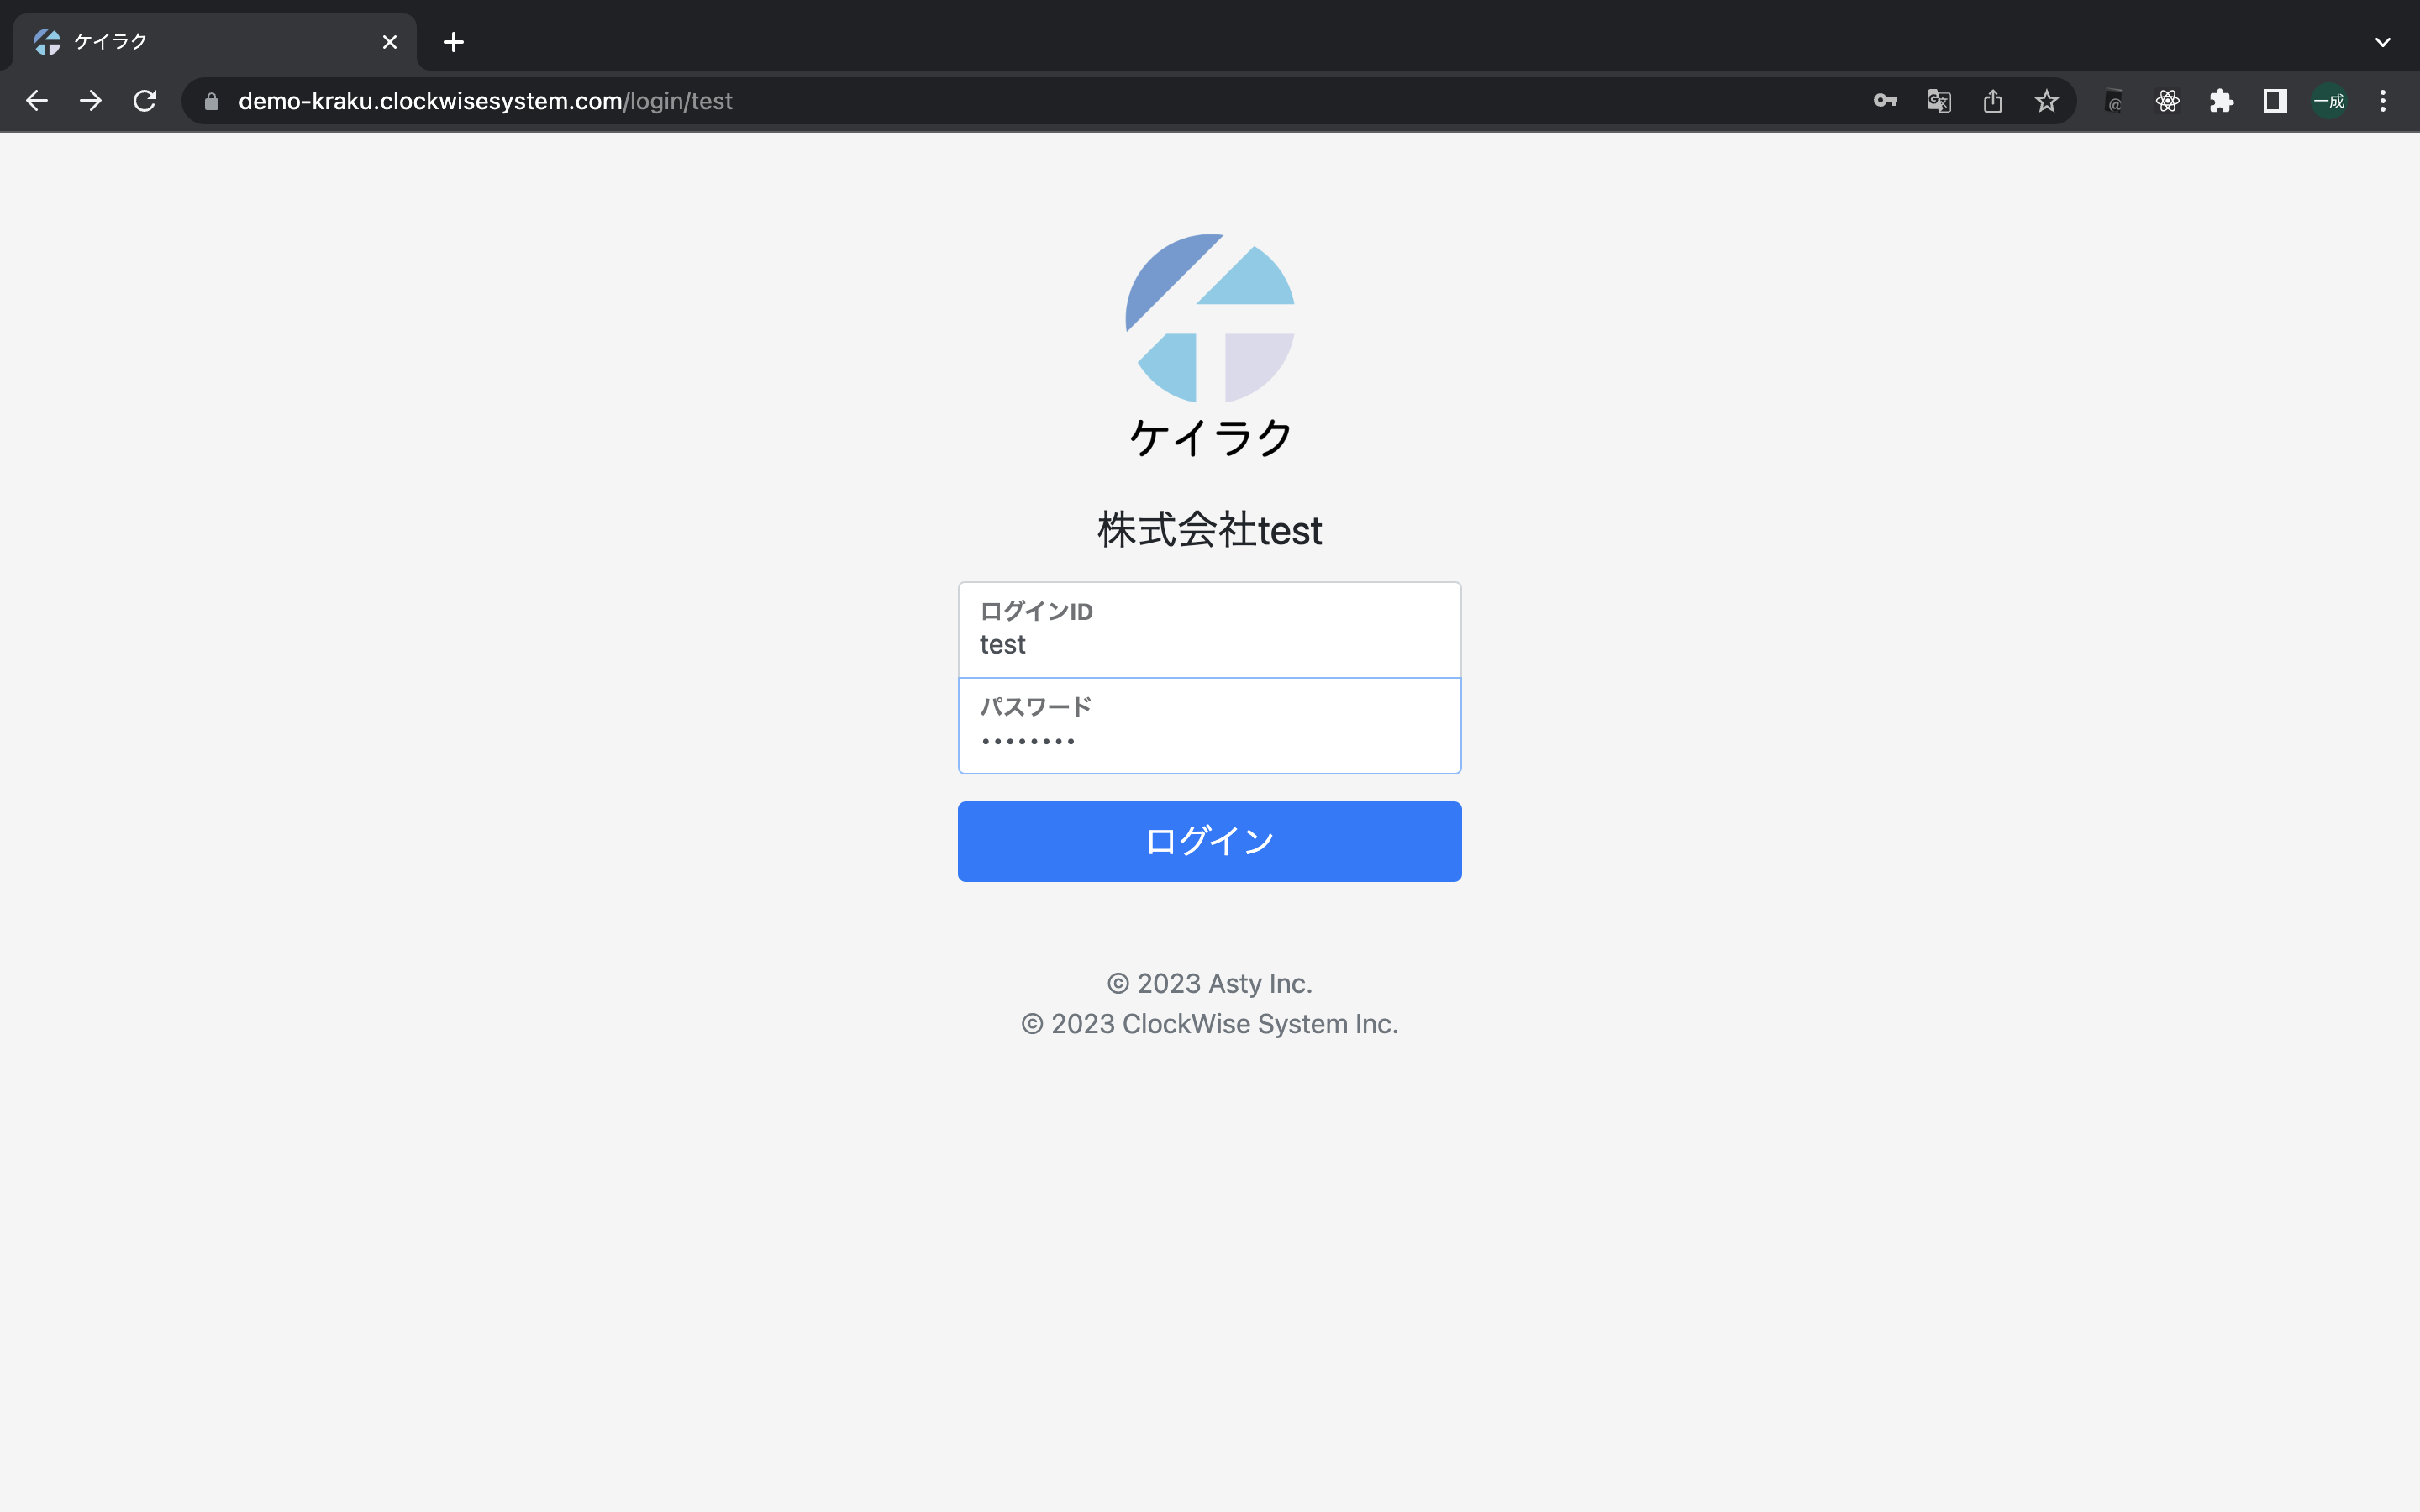 ケイラク
demo-kraku.clockwisesystem.com/login/test
一成
ケイラク
株式会社test
ログインID
test
パスワード
••••••••
ログイン
© 2023 Asty Inc.
© 2023 ClockWise System Inc.